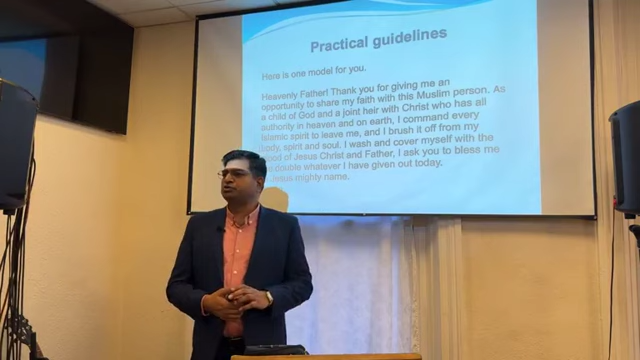 Practical guidelines
Here is one model for you.
Heavenly Father! Thank you for giving me an
opportunity to share my faith with this Muslim person. As
a child of God and a joint heir with Christ who has all
authority in heaven and on earth, I command every
Islamic spirit to leave me, and I brush it off from my
body, spirit and soul. I wash and cover myself with the
blood of Jesus Christ and Father, I ask you to bless me
double whatever I have given out today.
Jesus mighty name.